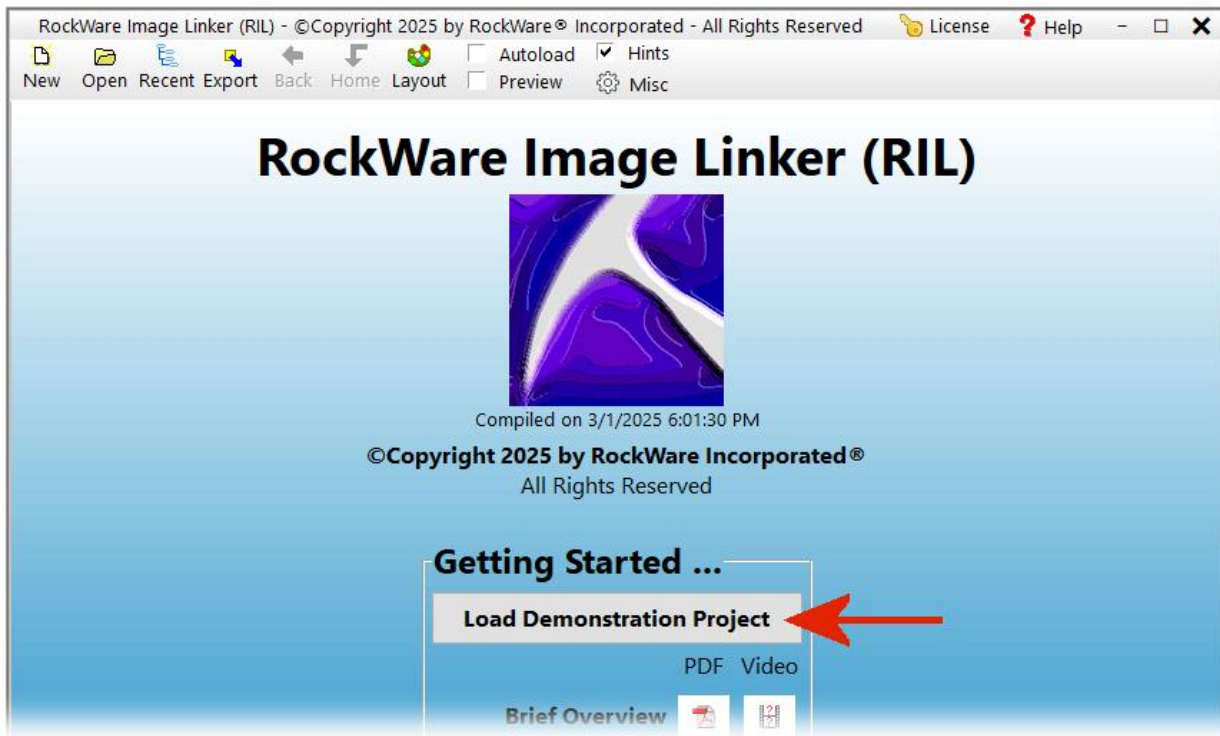 RockWare Image Linker (RIL) - ©Copyright 2025 by RockWare® Incorporated - All Rights Reserved License ? Help
Autoload Hints
New Open Recent Export Back Home Layout Preview Misc
RockWare Image Linker (RIL)
Compiled on 3/1/2025 6:01:30 PM
©Copyright 2025 by RockWare Incorporated®
All Rights Reserved
Getting Started ...
Load Demonstration Project
PDF Video
Brief Overview